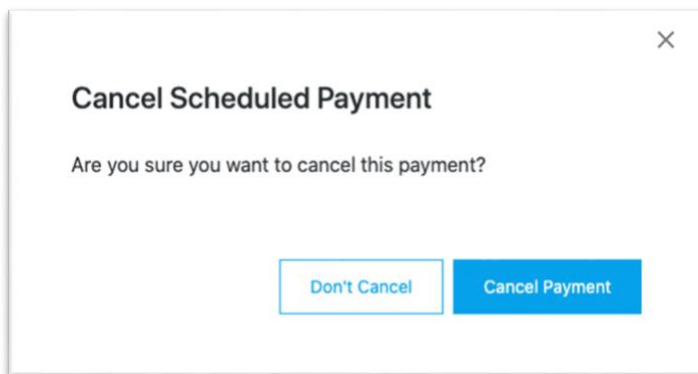 Cancel Scheduled Payment
Are you sure you want to cancel this payment?
Don't Cancel
Cancel Payment